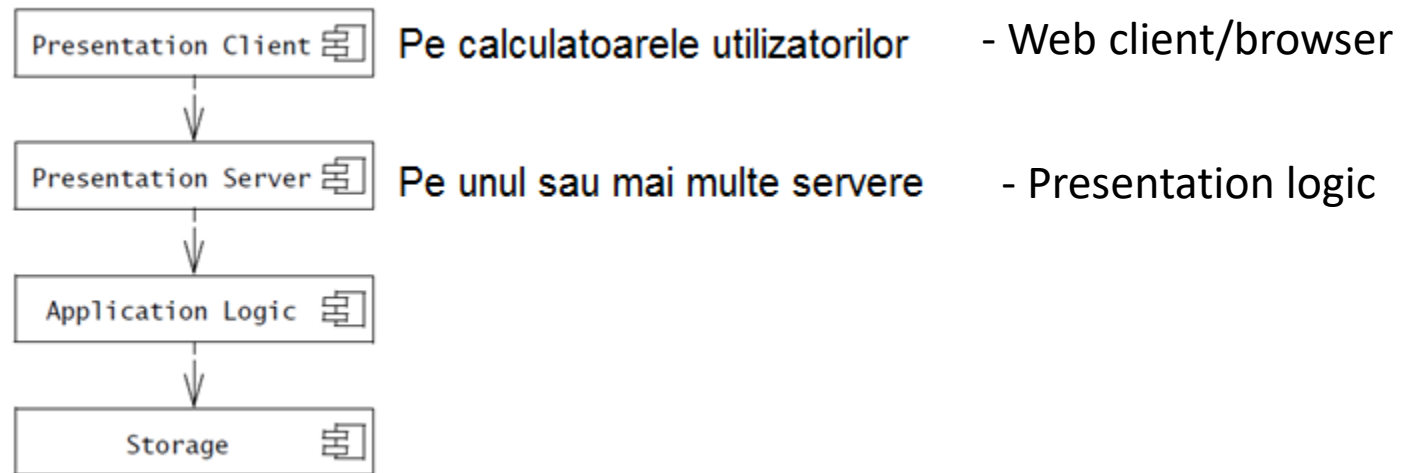 Presentation Client Pe calculatoarele utilizatorilor - Web client/browser
Presentation Server Pe unul sau mai multe servere - Presentation logic
Application Logic
Storage